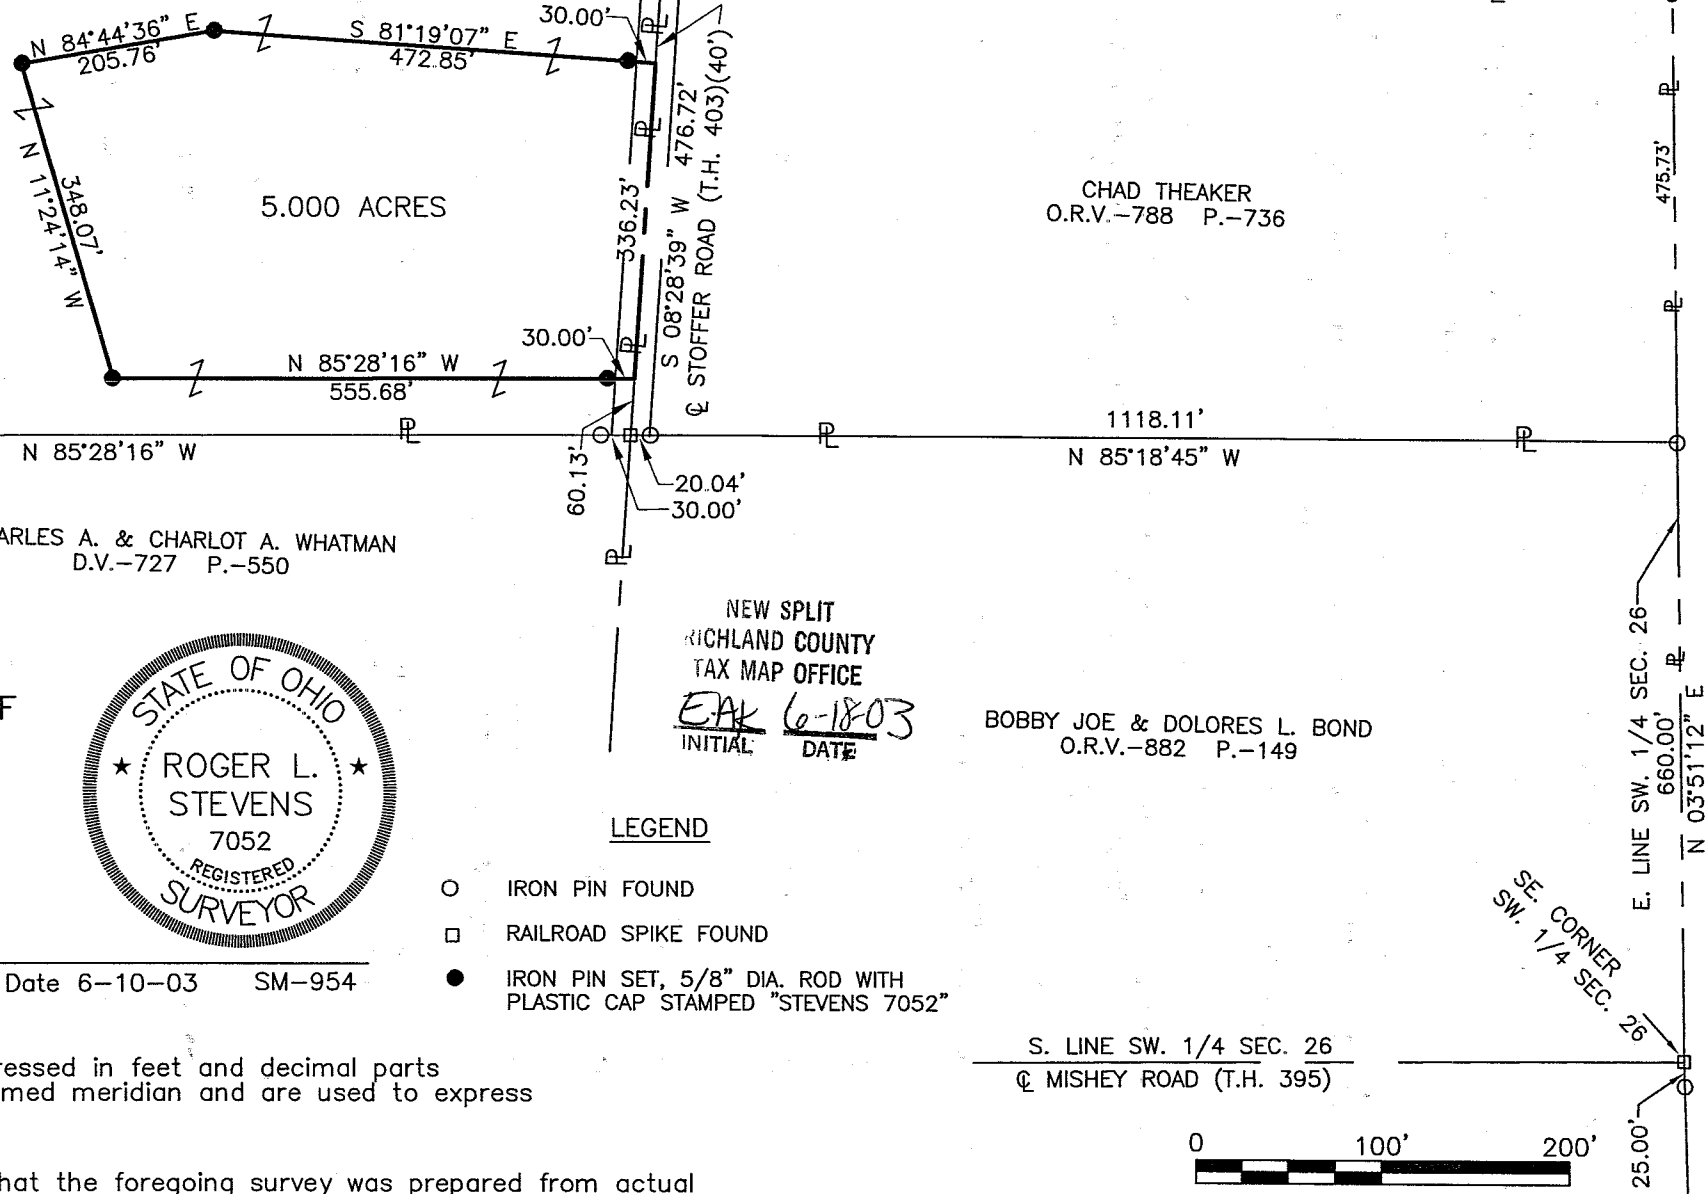 30.00'
N 84°44'36" E
205.76'
S 81°19'07" E
472.85'
N 11°24'14" W
348.07'
5.000 ACRES
336.23'
S 08°28'39" W 476.72'
℄ STOFFER ROAD (T.H. 403)(40')
CHAD THEAKER
O.R.V.-788 P.-736
475.73'
30.00'
N 85°28'16" W
555.68'
N 85°28'16" W
60.13'
20.04'
30.00'
1118.11'
N 85°18'45" W
ARLES A. & CHARLOT A. WHATMAN
D.V.-727 P.-550
NEW SPLIT
RICHLAND COUNTY
TAX MAP OFFICE
EAK 6-18-03
INITIAL DATE
BOBBY JOE & DOLORES L. BOND
O.R.V.-882 P.-149
E. LINE SW. 1/4 SEC. 26
660.00'
N 03°51'12" E
F
STATE OF OHIO
ROGER L.
STEVENS
7052
REGISTERED
SURVEYOR
Date 6-10-03 SM-954
LEGEND
IRON PIN FOUND
RAILROAD SPIKE FOUND
IRON PIN SET, 5/8" DIA. ROD WITH
PLASTIC CAP STAMPED "STEVENS 7052"
SE. CORNER
SW. 1/4 SEC. 26
S. LINE SW. 1/4 SEC. 26
℄ MISHEY ROAD (T.H. 395)
25.00'
ressed in feet and decimal parts
med meridian and are used to express
hat the foregoing survey was prepared from actual
0 100' 200'